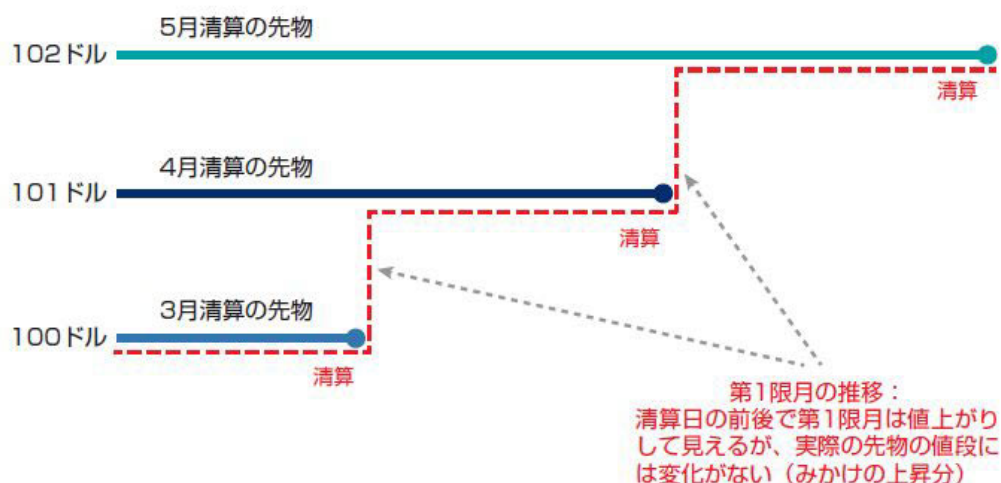 5月清算の先物
102ドル
清算
4月清算の先物
101ドル
清算
3月清算の先物
100ドル
清算
第1限月の推移：
清算日の前後で第1限月は値上がり
して見えるが、実際の先物の値段に
は変化がない（みかけの上昇分）